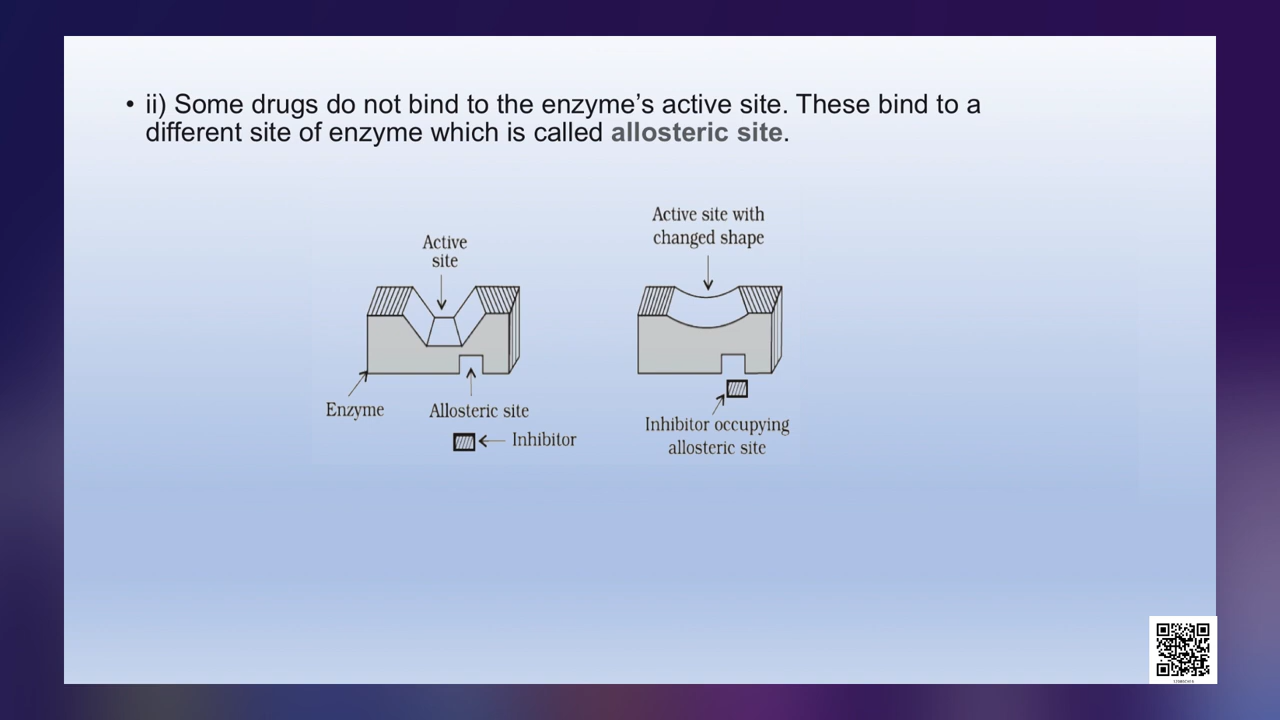 • ii) Some drugs do not bind to the enzyme’s active site. These bind to a
different site of enzyme which is called allosteric site.
Active
site
Enzyme
Allosteric site
Inhibitor
Active site with
changed shape
Inhibitor occupying
allosteric site